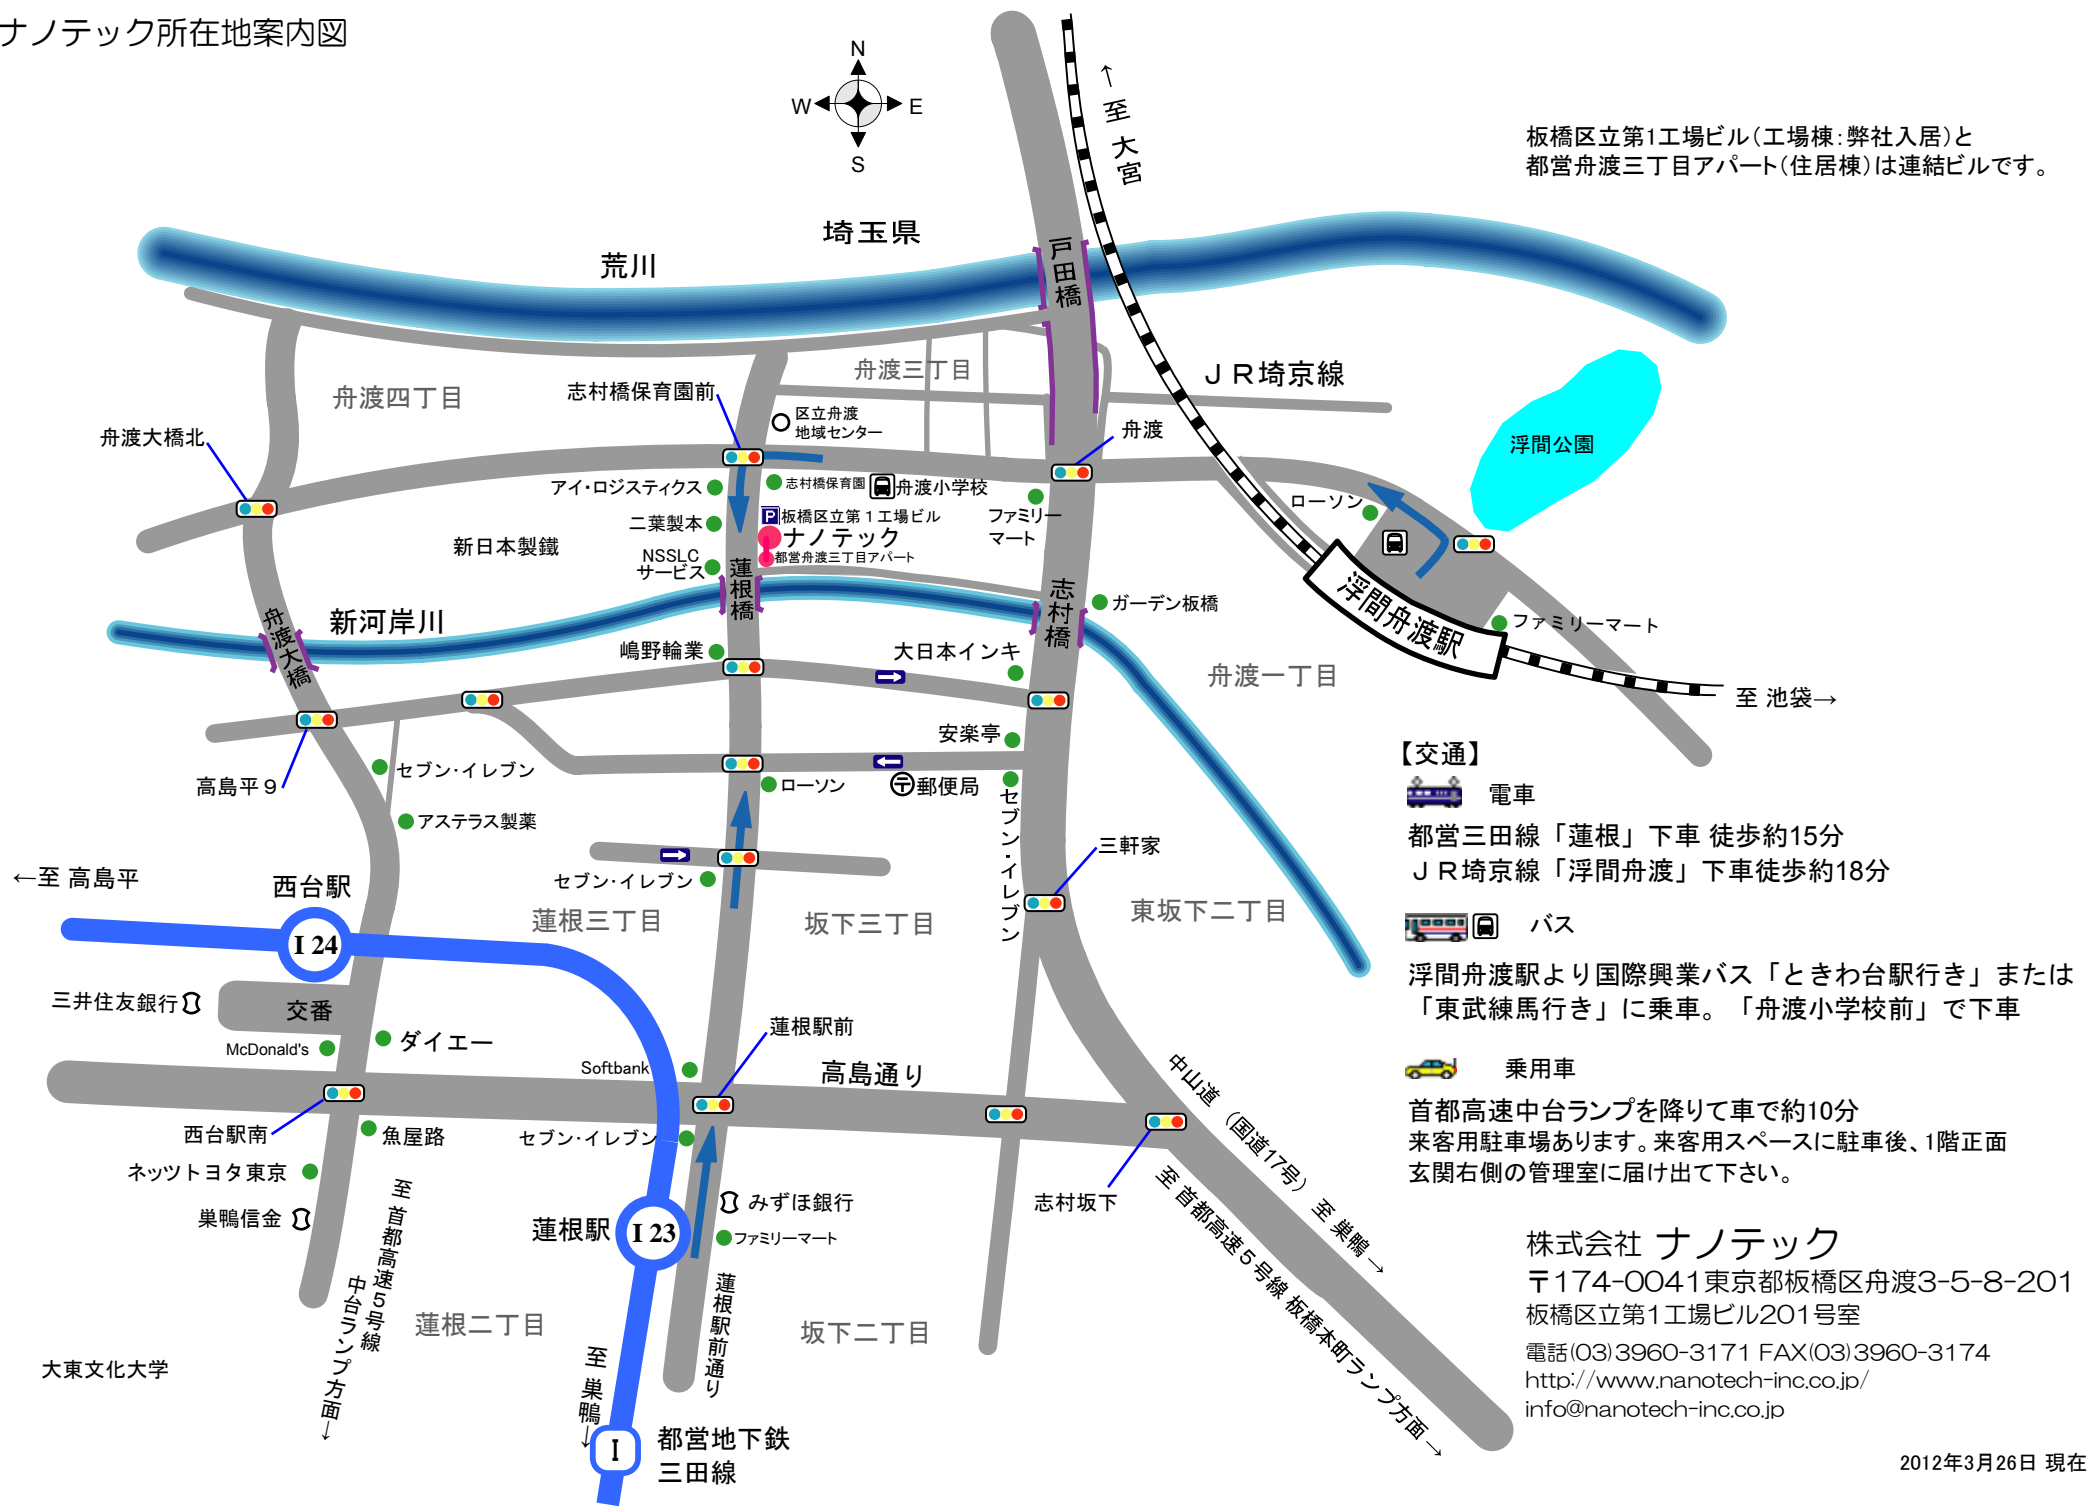 ナノテック所在地案内図
N
W
E
S
↑至 大宮
板橋区立第1工場ビル（工場棟：弊社入居）と
都営舟渡三丁目アパート（住居棟）は連結ビルです。
埼玉県
荒川
戸田橋
舟渡三丁目
ＪＲ埼京線
舟渡四丁目
志村橋保育園前
区立舟渡
地域センター
舟渡大橋北
舟渡
浮間公園
アイ・ロジスティクス
志村橋保育園
舟渡小学校
ローソン
二葉製本
P
板橋区立第１工場ビル
ファミリー
マート
新日本製鐵
ナノテック
NSSLC
サービス
都営舟渡三丁目アパート
蓮根橋
志村橋
浮間舟渡駅
ガーデン板橋
ファミリーマート
舟渡大橋
新河岸川
嶋野輪業
大日本インキ
舟渡一丁目
至 池袋→
安楽亭
高島平９
セブン・イレブン
ローソン
〒郵便局
セブン・イレブン
アステラス製薬
三軒家
←至 高島平
西台駅
I 24
セブン・イレブン
蓮根三丁目
坂下三丁目
東坂下二丁目
三井住友銀行
交番
McDonald's
ダイエー
Softbank
蓮根駅前
高島通り
西台駅南
魚屋路
セブン・イレブン
ネッツトヨタ東京
巣鴨信金
みずほ銀行
志村坂下
蓮根駅
I 23
ファミリーマート
中山道（国道17号） 至 巣鴨→
至 首都高速５号線 板橋本町ランプ方面→
至 首都高速５号線
中台ランプ方面→
蓮根二丁目
蓮根駅前通り
坂下二丁目
大東文化大学
至 巣鴨→
I
都営地下鉄
三田線
【交通】
電車
都営三田線「蓮根」下車 徒歩約15分
ＪＲ埼京線「浮間舟渡」下車徒歩約18分
バス
浮間舟渡駅より国際興業バス「ときわ台駅行き」または
「東武練馬行き」に乗車。「舟渡小学校前」で下車
乗用車
首都高速中台ランプを降りて車で約10分
来客用駐車場あります。来客用スペースに駐車後、1階正面
玄関右側の管理室に届け出て下さい。
株式会社 ナノテック
〒174-0041東京都板橋区舟渡3-5-8-201
板橋区立第1工場ビル201号室
電話(03)3960-3171 FAX(03)3960-3174
http://www.nanotech-inc.co.jp/
info@nanotech-inc.co.jp
2012年3月26日 現在